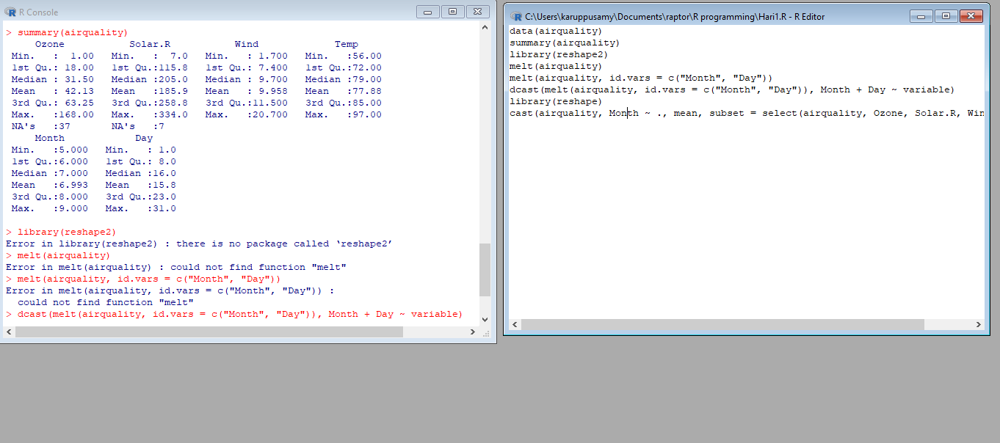 R Console
> summary(airquality)
     Ozone           Solar.R           Wind             Temp
 Min.   :  1.00   Min.   :  7.0   Min.   : 1.700   Min.   :56.00
 1st Qu.: 18.00   1st Qu.:115.8   1st Qu.: 7.400   1st Qu.:72.00
 Median : 31.50   Median :205.0   Median : 9.700   Median :79.00
 Mean   : 42.13   Mean   :185.9   Mean   : 9.958   Mean   :77.88
 3rd Qu.: 63.25   3rd Qu.:258.8   3rd Qu.:11.500   3rd Qu.:85.00
 Max.   :168.00   Max.   :334.0   Max.   :20.700   Max.   :97.00
 NA's   :37       NA's   :7
     Month            Day
 Min.   :5.000   Min.   : 1.0
 1st Qu.:6.000   1st Qu.: 8.0
 Median :7.000   Median :16.0
 Mean   :6.993   Mean   :15.8
 3rd Qu.:8.000   3rd Qu.:23.0
 Max.   :9.000   Max.   :31.0
> library(reshape2)
Error in library(reshape2) : there is no package called ‘reshape2’
> melt(airquality)
Error in melt(airquality) : could not find function "melt"
> melt(airquality, id.vars = c("Month", "Day"))
Error in melt(airquality, id.vars = c("Month", "Day")) :
  could not find function "melt"
> dcast(melt(airquality, id.vars = c("Month", "Day")), Month + Day ~ variable)
C:\Users\karuppusamy\Documents\raptor\R programming\Hari1.R - R Editor
data(airquality)
summary(airquality)
library(reshape2)
melt(airquality)
melt(airquality, id.vars = c("Month", "Day"))
dcast(melt(airquality, id.vars = c("Month", "Day")), Month + Day ~ variable)
library(reshape)
cast(airquality, Month ~ ., mean, subset = select(airquality, Ozone, Solar.R, Win